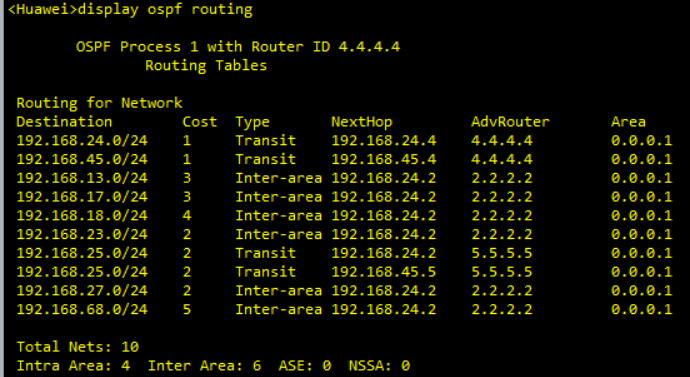 <Huawei>display ospf routing
OSPF Process 1 with Router ID 4.4.4.4
Routing Tables
Routing for Network
Destination Cost Type NextHop AdvRouter Area
192.168.24.0/24 1 Transit 192.168.24.4 4.4.4.4 0.0.0.1
192.168.45.0/24 1 Transit 192.168.45.4 4.4.4.4 0.0.0.1
192.168.13.0/24 3 Inter-area 192.168.24.2 2.2.2.2 0.0.0.1
192.168.17.0/24 3 Inter-area 192.168.24.2 2.2.2.2 0.0.0.1
192.168.18.0/24 4 Inter-area 192.168.24.2 2.2.2.2 0.0.0.1
192.168.23.0/24 2 Inter-area 192.168.24.2 2.2.2.2 0.0.0.1
192.168.25.0/24 2 Transit 192.168.24.2 5.5.5.5 0.0.0.1
192.168.25.0/24 2 Transit 192.168.45.5 5.5.5.5 0.0.0.1
192.168.27.0/24 2 Inter-area 192.168.24.2 2.2.2.2 0.0.0.1
192.168.68.0/24 5 Inter-area 192.168.24.2 2.2.2.2 0.0.0.1
Total Nets: 10
Intra Area: 4 Inter Area: 6 ASE: 0 NSSA: 0